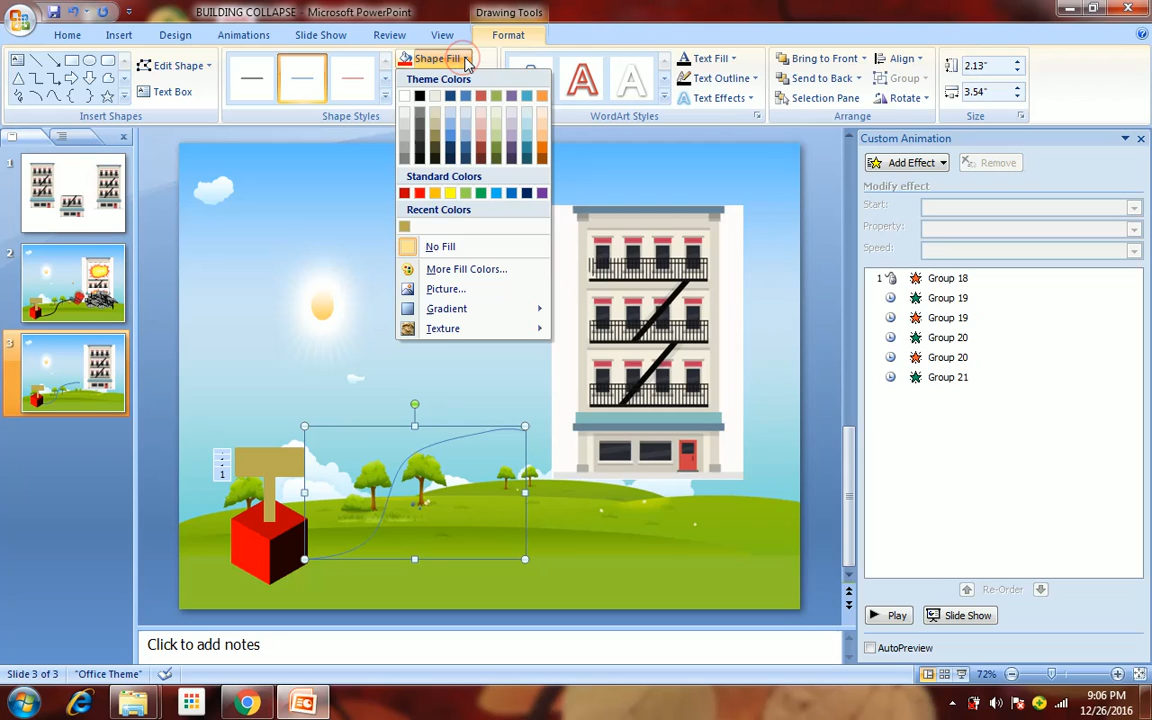 BUILDING COLLAPSE - Microsoft PowerPoint
Drawing Tools
Home
Insert
Design
Animations
Slide Show
Review
View
Format
Edit Shape
Text Box
Insert Shapes
Shape Styles
Shape Fill
Text Fill
Text Outline
Text Effects
WordArt Styles
Bring to Front
Send to Back
Selection Pane
Align
Group
Rotate
Arrange
2.13"
3.54"
Size
Theme Colors
Standard Colors
Recent Colors
No Fill
More Fill Colors...
Picture...
Gradient
Texture
1
2
3
1
Custom Animation
Add Effect
Remove
Modify effect
Start:
Property:
Speed:
1
Group 18
Group 19
Group 19
Group 20
Group 20
Group 21
Re-Order
Play
Slide Show
AutoPreview
Click to add notes
Slide 3 of 3
"Office Theme"
72%
9:06 PM
12/26/2016